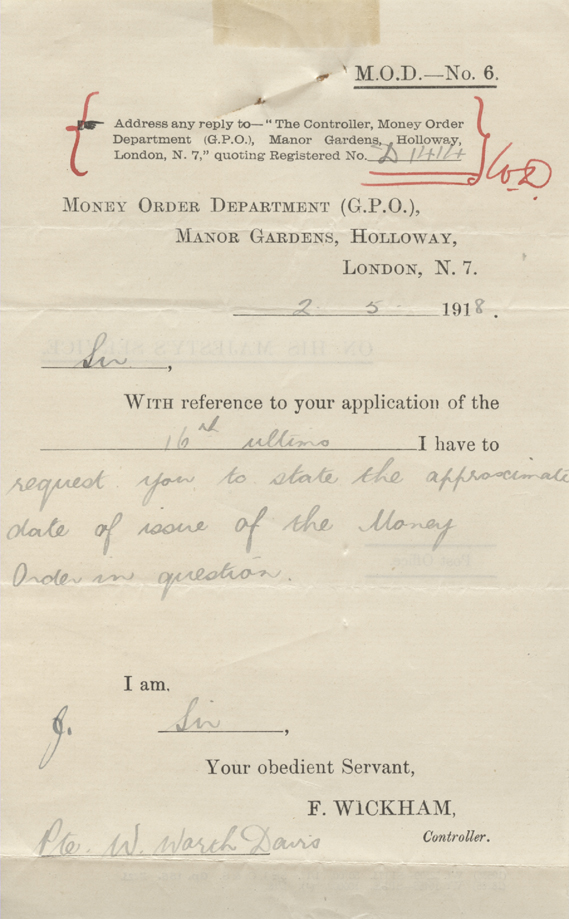 M.O.D.—No. 6.
Address any reply to—"The Controller, Money Order
Department (G.P.O.), Manor Gardens, Holloway,
London, N. 7," quoting Registered No. D 1414
MONEY ORDER DEPARTMENT (G.P.O.),
MANOR GARDENS, HOLLOWAY,
LONDON, N. 7.
2 5 1918.
Sir,
WITH reference to your application of the
16th ultimo I have to
request you to state the approximate
date of issue of the Money
Order in question.
I am,
J. Sir,
Your obedient Servant,
F. WICKHAM,
Controller.
Pte. W. Warth Davis